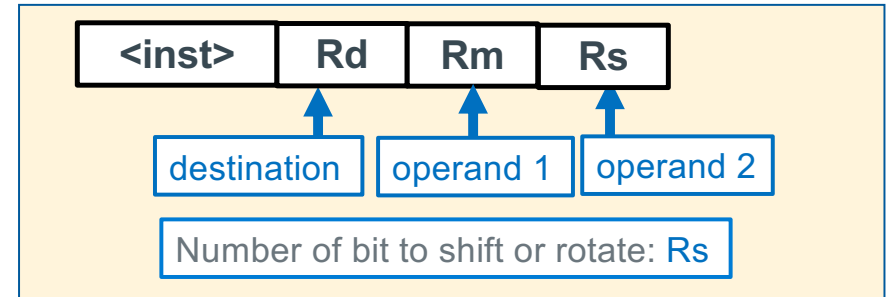 <inst> Rd Rm Rs
destination operand 1 operand 2
Number of bit to shift or rotate: Rs